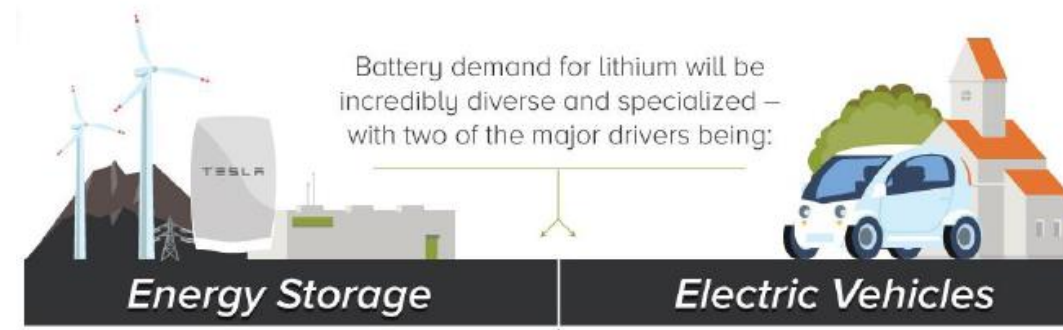 Battery demand for lithium will be
incredibly diverse and specialized –
with two of the major drivers being:
TESLA
Energy Storage
Electric Vehicles